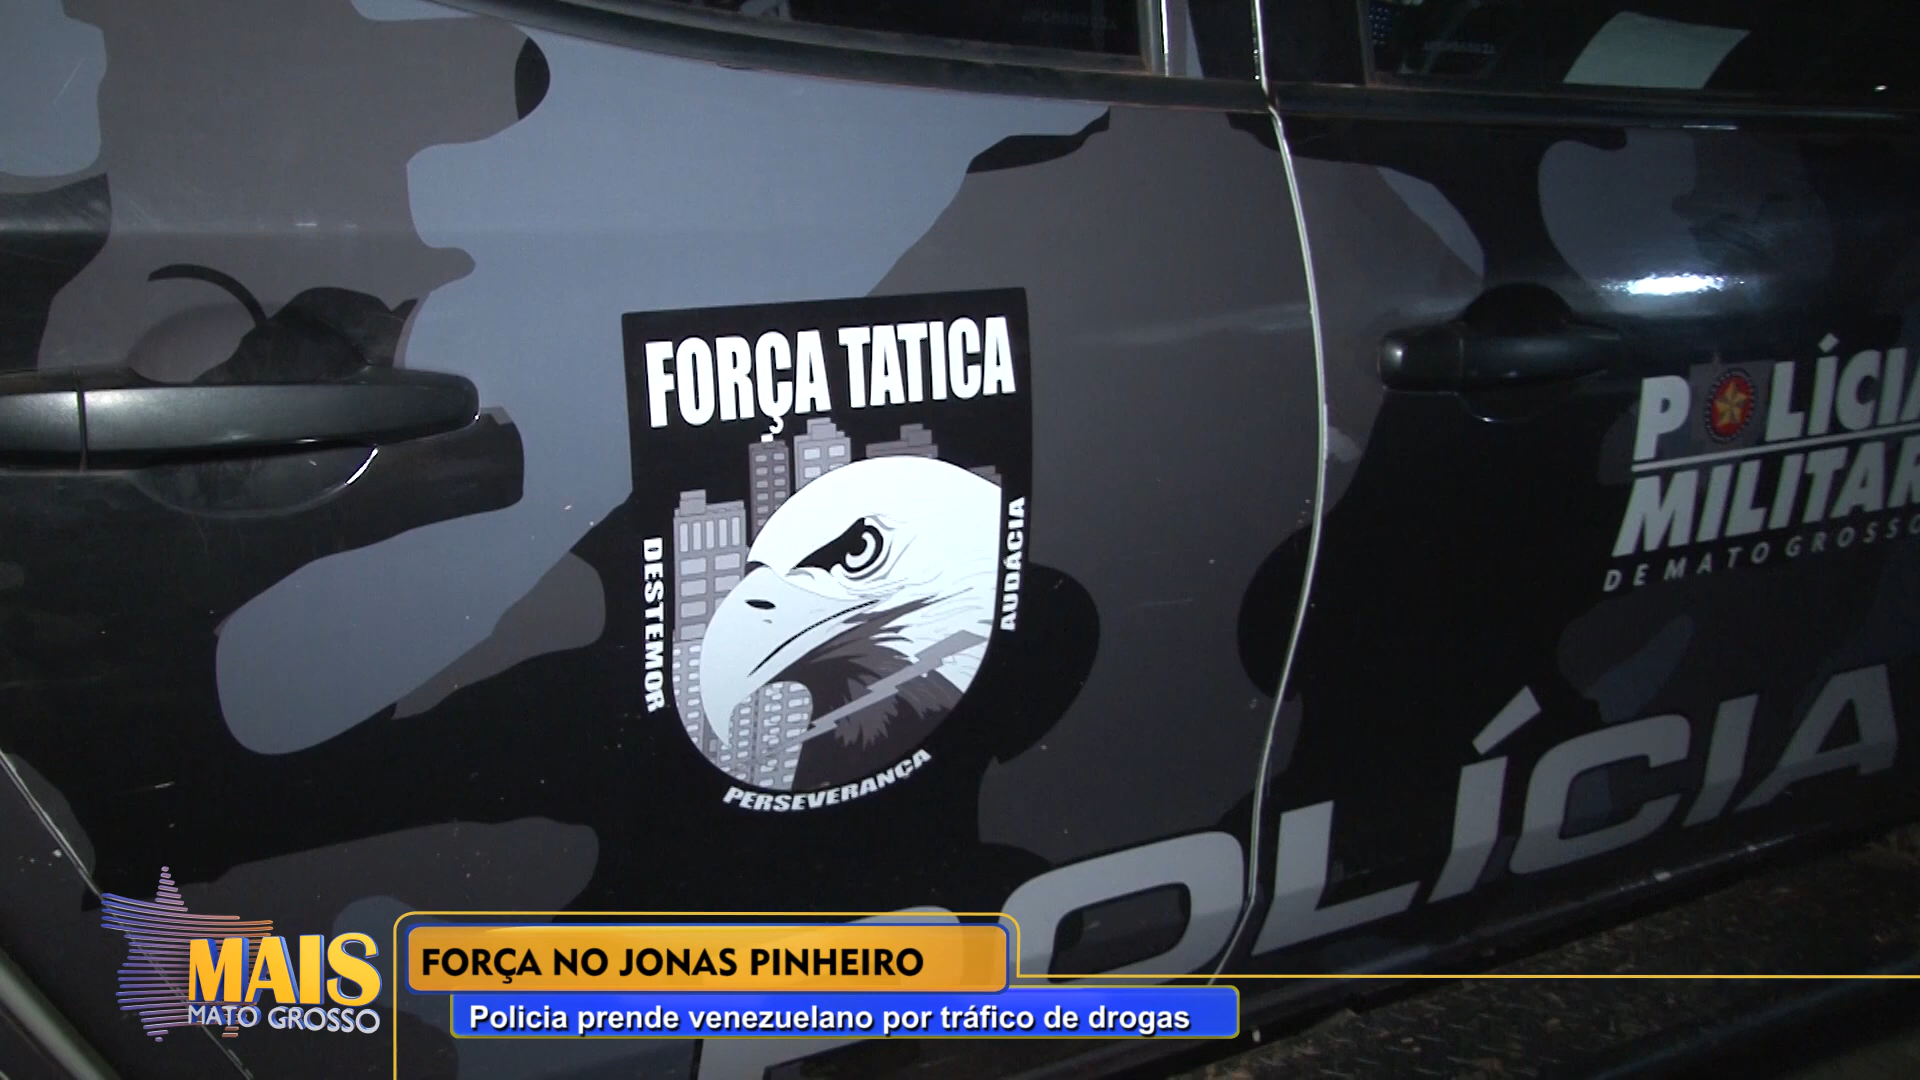 FORÇA TATICA
DESTEMOR
AUDÁCIA
PERSEVERANÇA
POLÍCIA
MILITAR
DE MATO GROSSO
POLÍCIA
MAIS
MATO GROSSO
FORÇA NO JONAS PINHEIRO
Policia prende venezuelano por tráfico de drogas